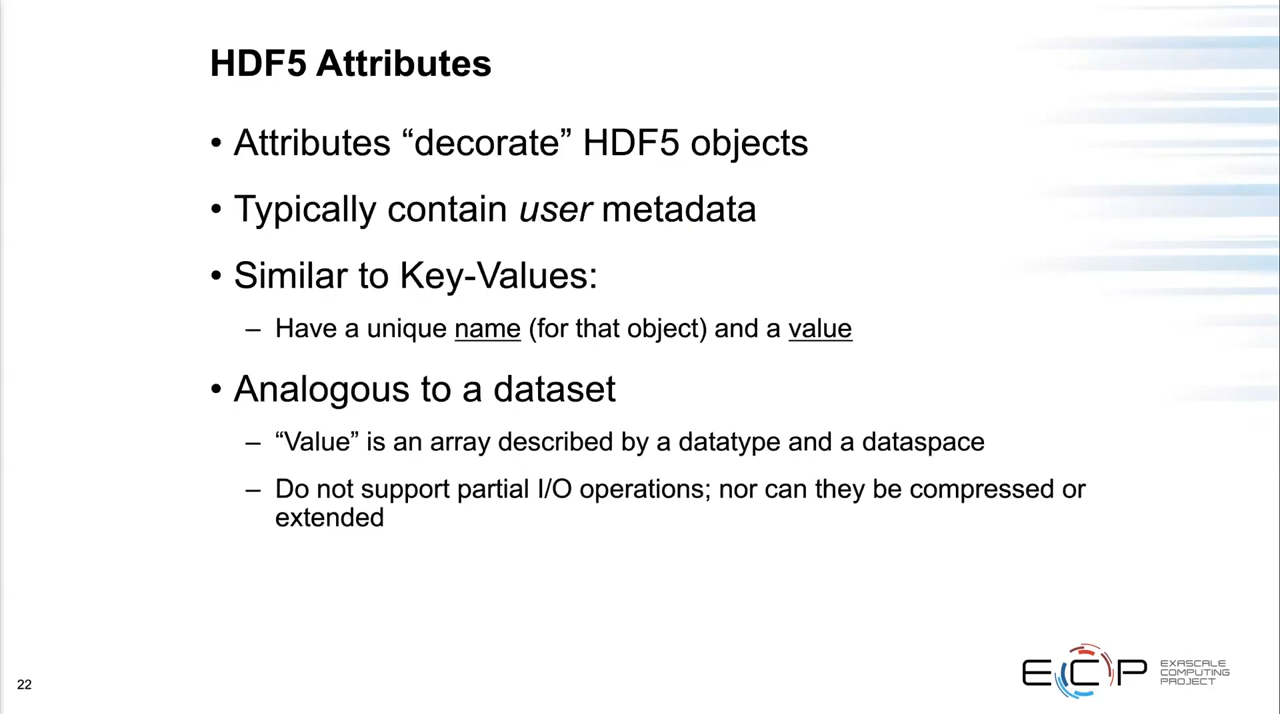 HDF5 Attributes
• Attributes “decorate” HDF5 objects
• Typically contain user metadata
• Similar to Key-Values:
– Have a unique name (for that object) and a value
• Analogous to a dataset
– “Value” is an array described by a datatype and a dataspace
– Do not support partial I/O operations; nor can they be compressed or
extended
22
ECP
EXASCALE
COMPUTING
PROJECT